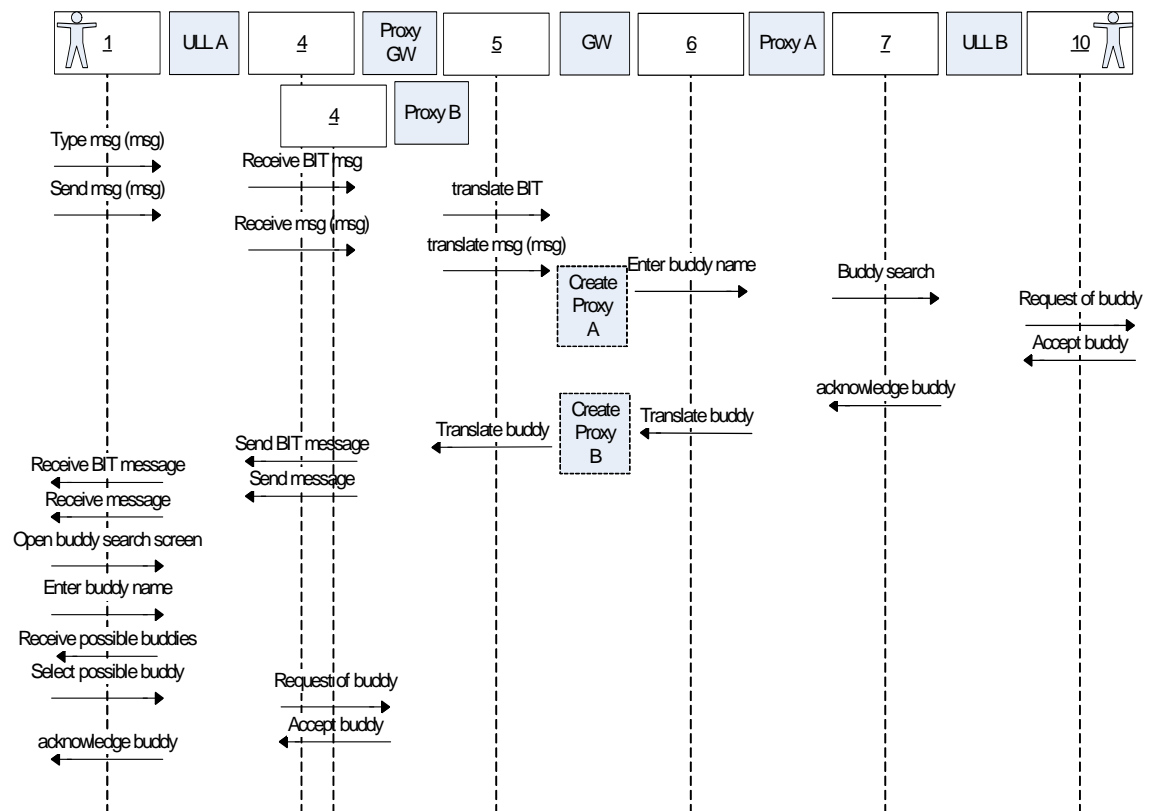 1
ULL A
4
Proxy
GW
5
GW
6
Proxy A
7
ULL B
10
4
Proxy B
Type msg (msg)
Receive BIT msg
Send msg (msg)
translate BIT
Receive msg (msg)
translate msg (msg)
Enter buddy name
Buddy search
Create
Proxy
A
Request of buddy
Accept buddy
acknowledge buddy
Create
Proxy
B
Translate buddy
Translate buddy
Send BIT message
Receive BIT message
Send message
Receive message
Open buddy search screen
Enter buddy name
Receive possible buddies
Select possible buddy
Request of buddy
Accept buddy
acknowledge buddy